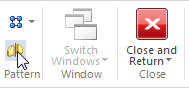 Switch
Windows
Close and
Return
Pattern
Window
Close